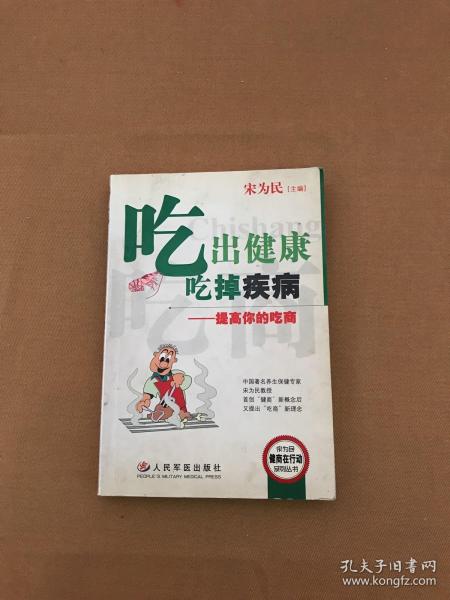 宋为民 [主编]
Chishang
吃商
吃出健康
吃掉疾病
——提高你的吃商
中国著名养生保健专家
宋为民教授
首创“健商”新概念后
又提出“吃商”新理念
人民军医出版社
PEOPLE'S MILITARY MEDICAL PRESS
宋为民
健商在行动
系列丛书
孔夫子旧书网
www.kongfz.com